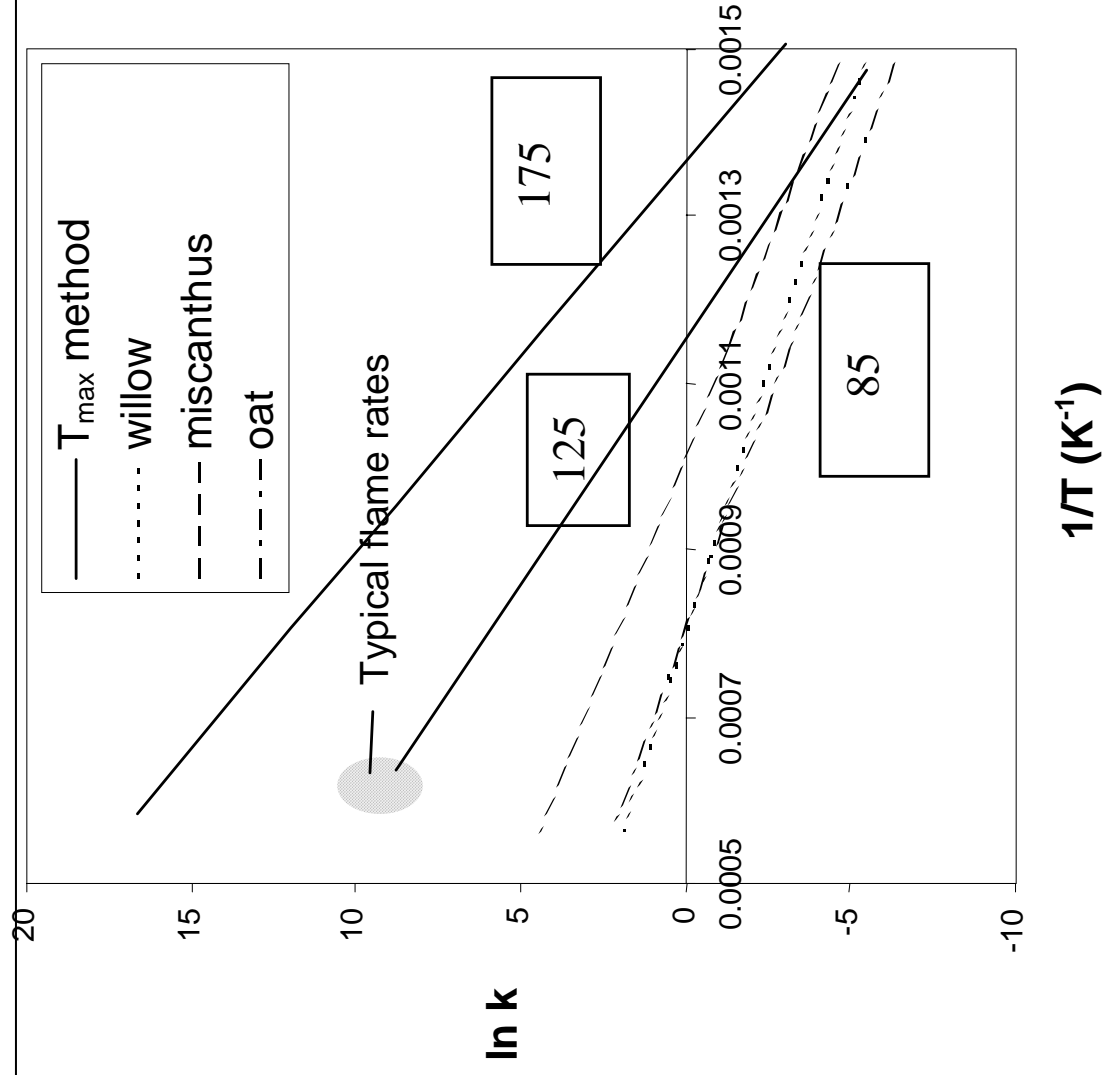 T_max method
willow
miscanthus
oat
Typical flame rates
175
125
85
20
15
10
5
0
-5
-10
ln k
0.0005
0.0007
0.0009
0.0011
0.0013
0.0015
1/T (K⁻¹)